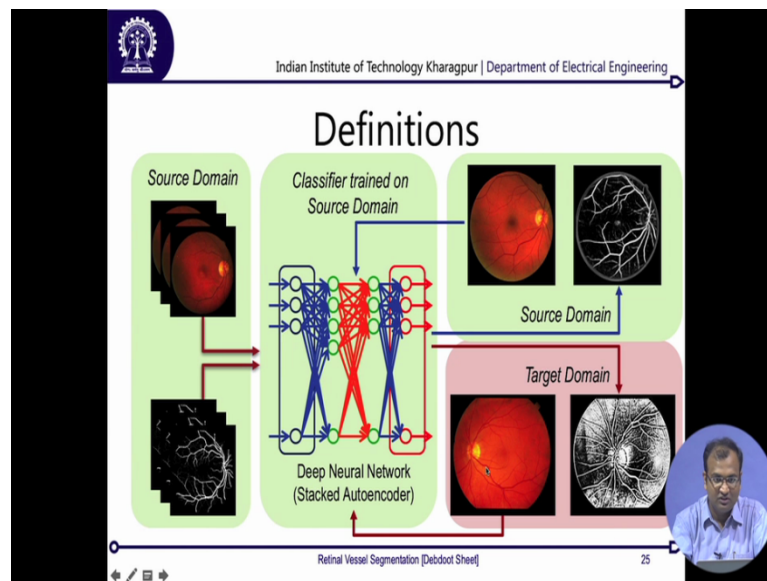 Indian Institute of Technology Kharagpur | Department of Electrical Engineering
Definitions
Source Domain
Classifier trained on
Source Domain
Source Domain
Target Domain
Deep Neural Network
(Stacked Autoencoder)
Retinal Vessel Segmentation [Debdoot Sheet]
25